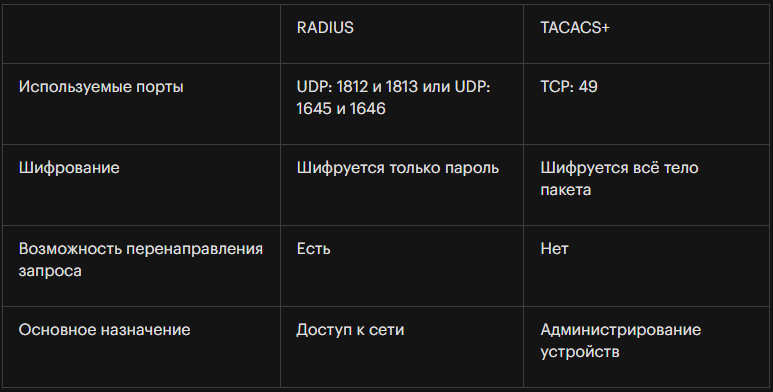 RADIUS
TACACS+
Используемые порты
UDP: 1812 и 1813 или UDP:
1645 и 1646
TCP: 49
Шифрование
Шифруется только пароль
Шифруется всё тело
пакета
Возможность перенаправления
запроса
Есть
Нет
Основное назначение
Доступ к сети
Администрирование
устройств